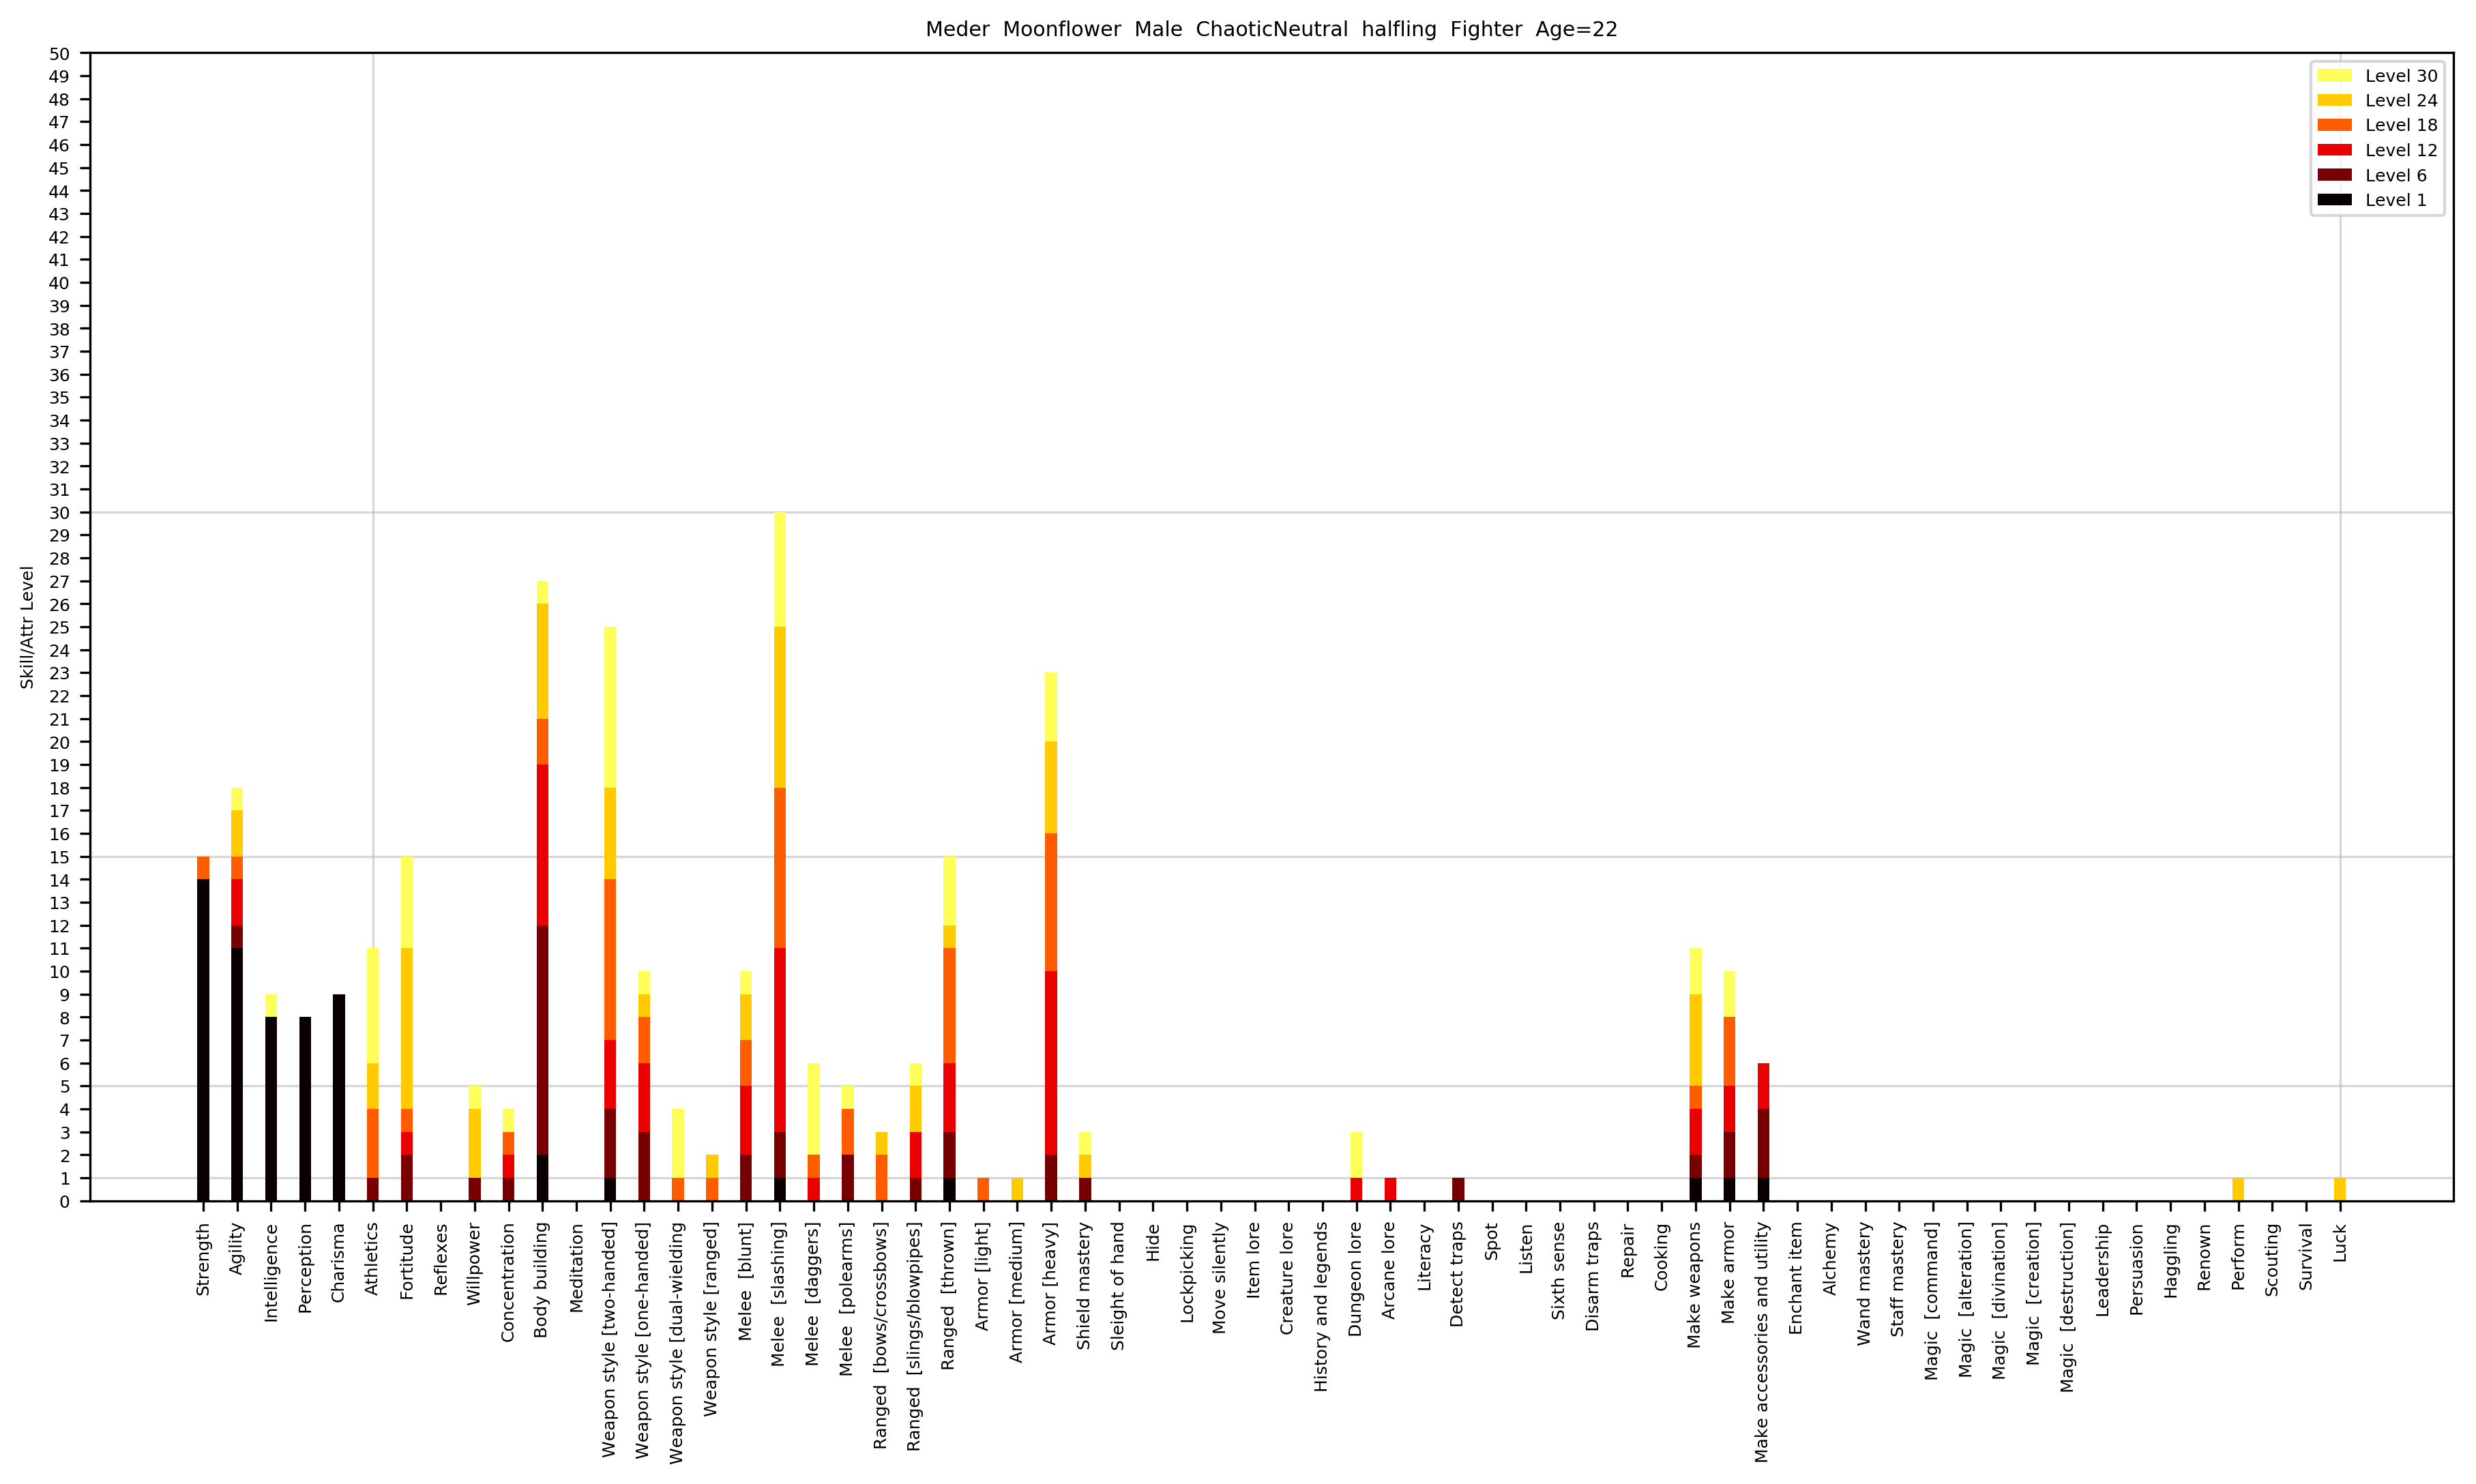 Meder  Moonflower  Male  ChaoticNeutral  halfling  Fighter  Age=22
50
49
48
47
46
45
44
43
42
41
40
39
38
37
36
35
34
33
32
31
30
29
28
27
26
25
24
23
22
21
20
19
18
17
16
15
14
13
12
11
10
9
8
7
6
5
4
3
2
1
0
Skill/Attr Level
Level 30
Level 24
Level 18
Level 12
Level 6
Level 1
Strength
Agility
Intelligence
Perception
Charisma
Athletics
Fortitude
Reflexes
Willpower
Concentration
Body building
Meditation
Weapon style [two-handed]
Weapon style [one-handed]
Weapon style [dual-wielding
Weapon style [ranged]
Melee  [blunt]
Melee  [slashing]
Melee  [daggers]
Melee  [polearms]
Ranged  [bows/crossbows]
Ranged  [slings/blowpipes]
Ranged  [thrown]
Armor [light]
Armor [medium]
Armor [heavy]
Shield mastery
Sleight of hand
Hide
Lockpicking
Move silently
Item lore
Creature lore
History and legends
Dungeon lore
Arcane lore
Literacy
Detect traps
Spot
Listen
Sixth sense
Disarm traps
Repair
Cooking
Make weapons
Make armor
Make accessories and utility
Enchant item
Alchemy
Wand mastery
Staff mastery
Magic  [command]
Magic  [alteration]
Magic  [divination]
Magic  [creation]
Magic  [destruction]
Leadership
Persuasion
Haggling
Renown
Perform
Scouting
Survival
Luck